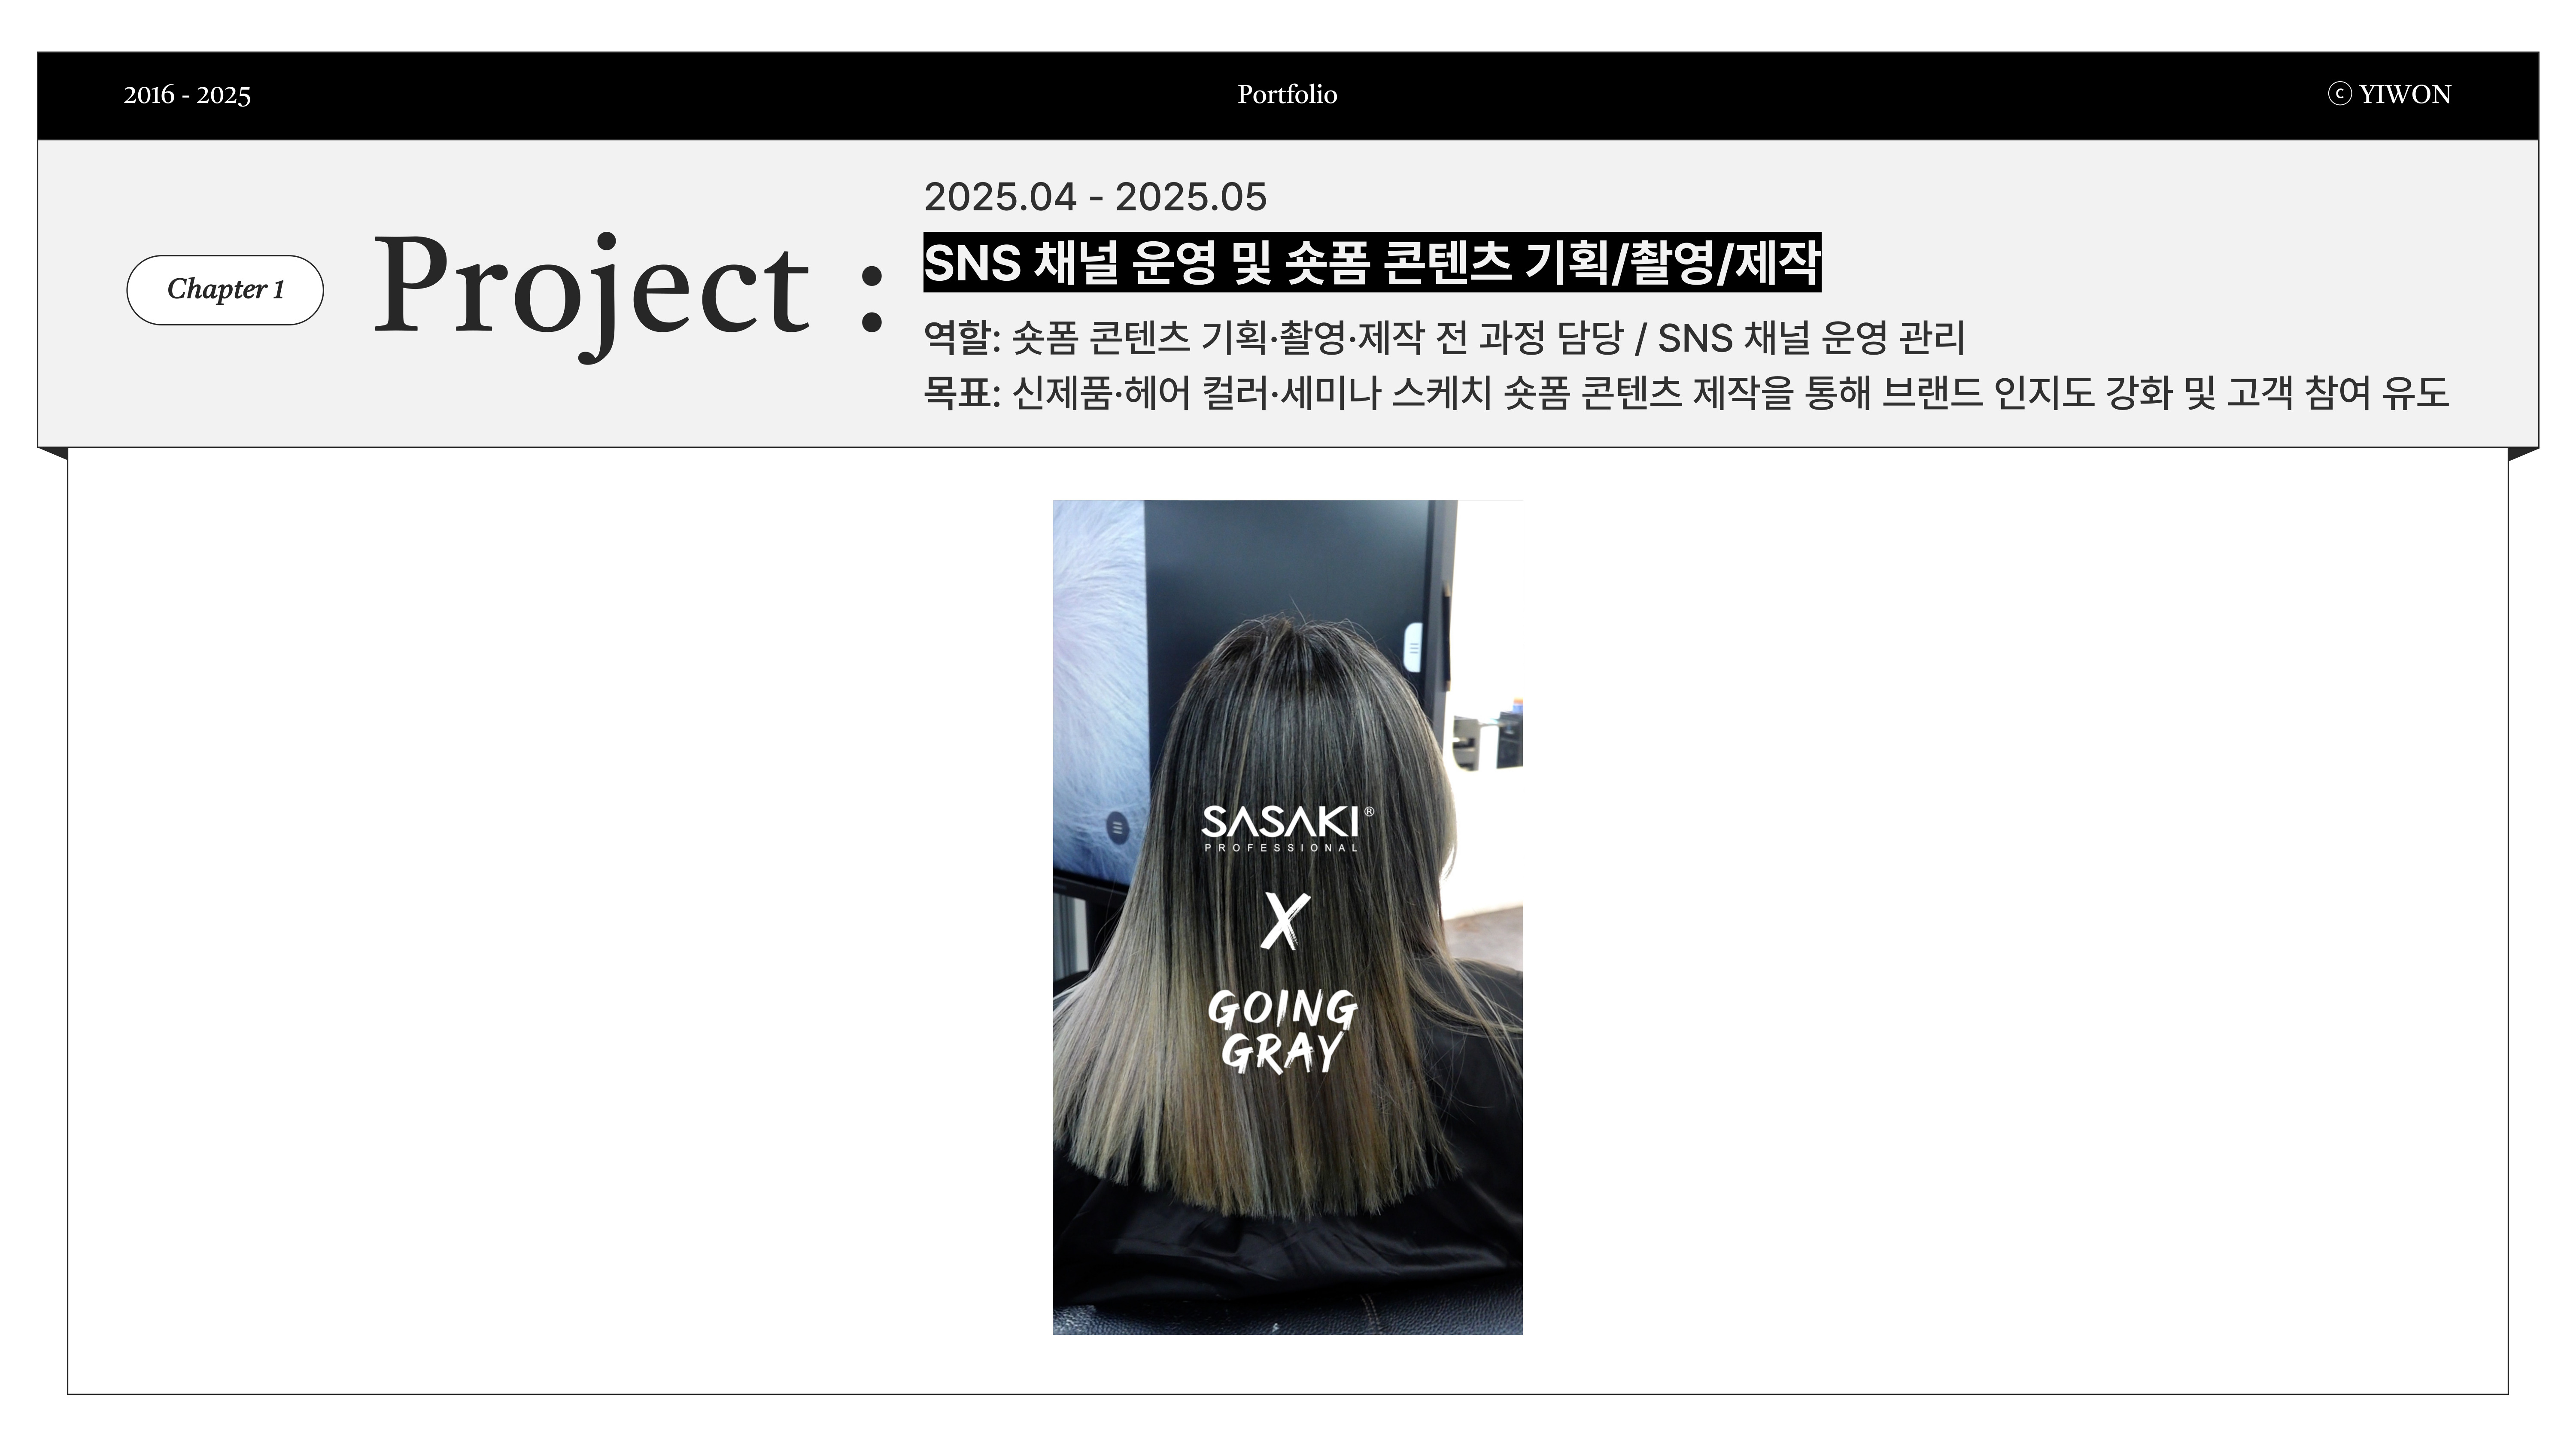 2016 - 2025
Portfolio
ⓒ YIWON
Chapter 1
Project :
2025.04 - 2025.05
SNS 채널 운영 및 숏폼 콘텐츠 기획/촬영/제작
역할: 숏폼 콘텐츠 기획·촬영·제작 전 과정 담당 / SNS 채널 운영 관리
목표: 신제품·헤어 컬러·세미나 스케치 숏폼 콘텐츠 제작을 통해 브랜드 인지도 강화 및 고객 참여 유도
SASAKI®
PROFESSIONAL
X
GOING
GRAY